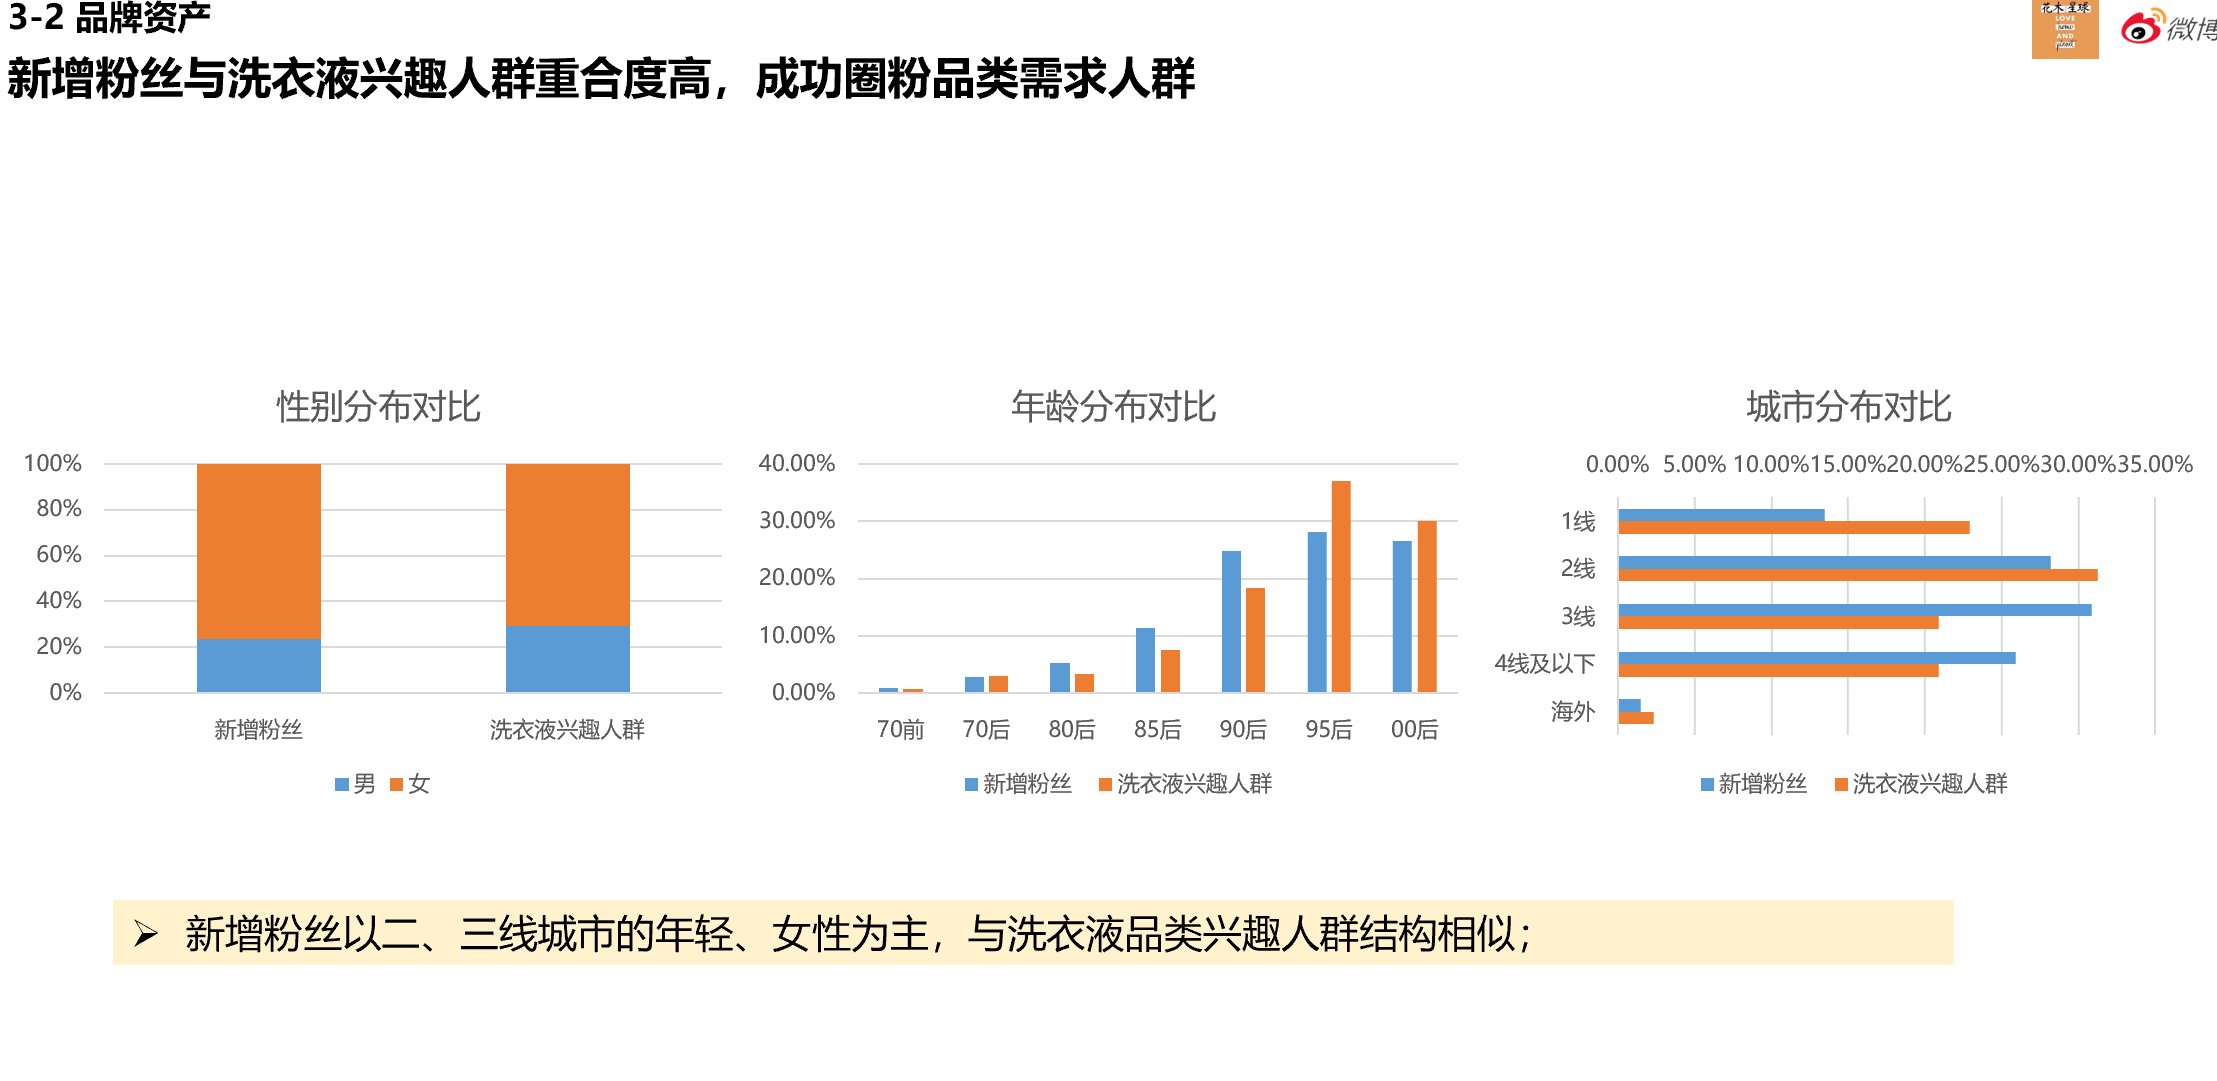 3-2 品牌资产
新增粉丝与洗衣液兴趣人群重合度高，成功圈粉品类需求人群
花木星球
LOVE
AND
微博
性别分布对比
100%
80%
60%
40%
20%
0%
新增粉丝 洗衣液兴趣人群
男 女
年龄分布对比
40.00%
30.00%
20.00%
10.00%
0.00%
70前 70后 80后 85后 90后 95后 00后
新增粉丝 洗衣液兴趣人群
城市分布对比
0.00% 5.00% 10.00% 15.00% 20.00% 25.00% 30.00% 35.00%
1线
2线
3线
4线及以下
海外
新增粉丝 洗衣液兴趣人群
➢ 新增粉丝以二、三线城市的年轻、女性为主，与洗衣液品类兴趣人群结构相似；